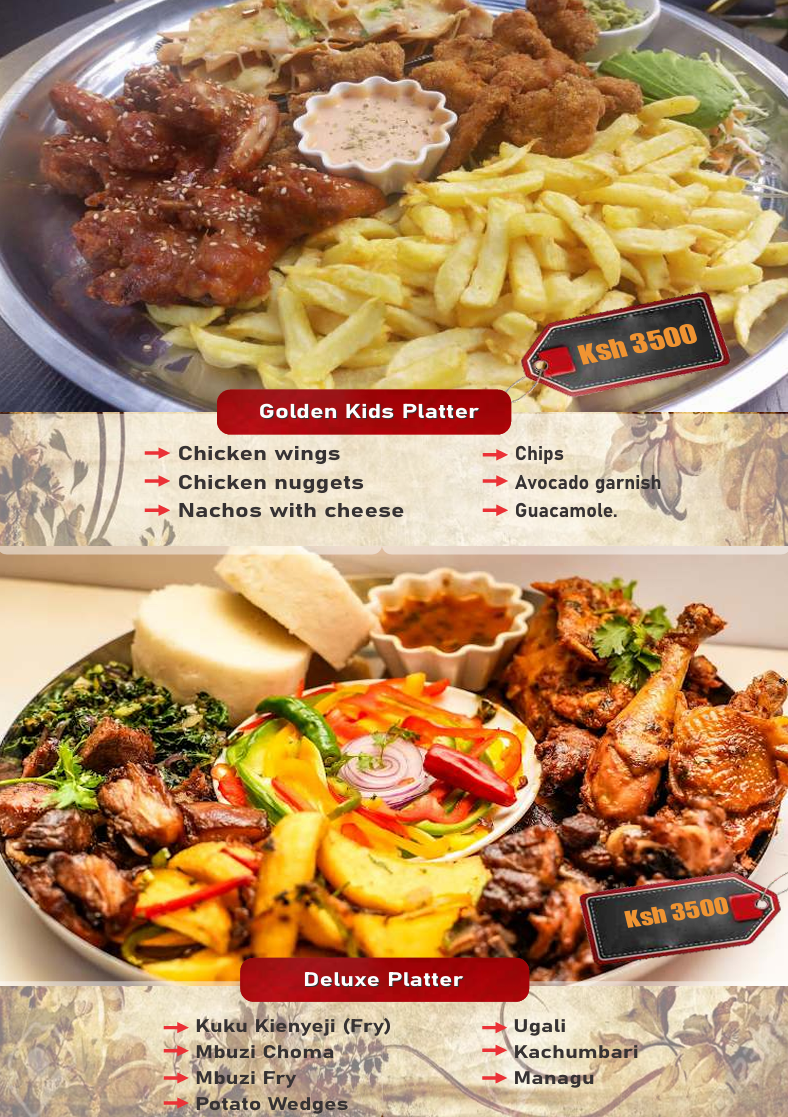 Ksh 3500
Golden Kids Platter
Chicken wings
Chicken nuggets
Nachos with cheese
Chips
Avocado garnish
Guacamole.
Ksh 3500
Deluxe Platter
Kuku Kienyeji (Fry)
Mbuzi Choma
Mbuzi Fry
Potato Wedges
Ugali
Kachumbari
Managu